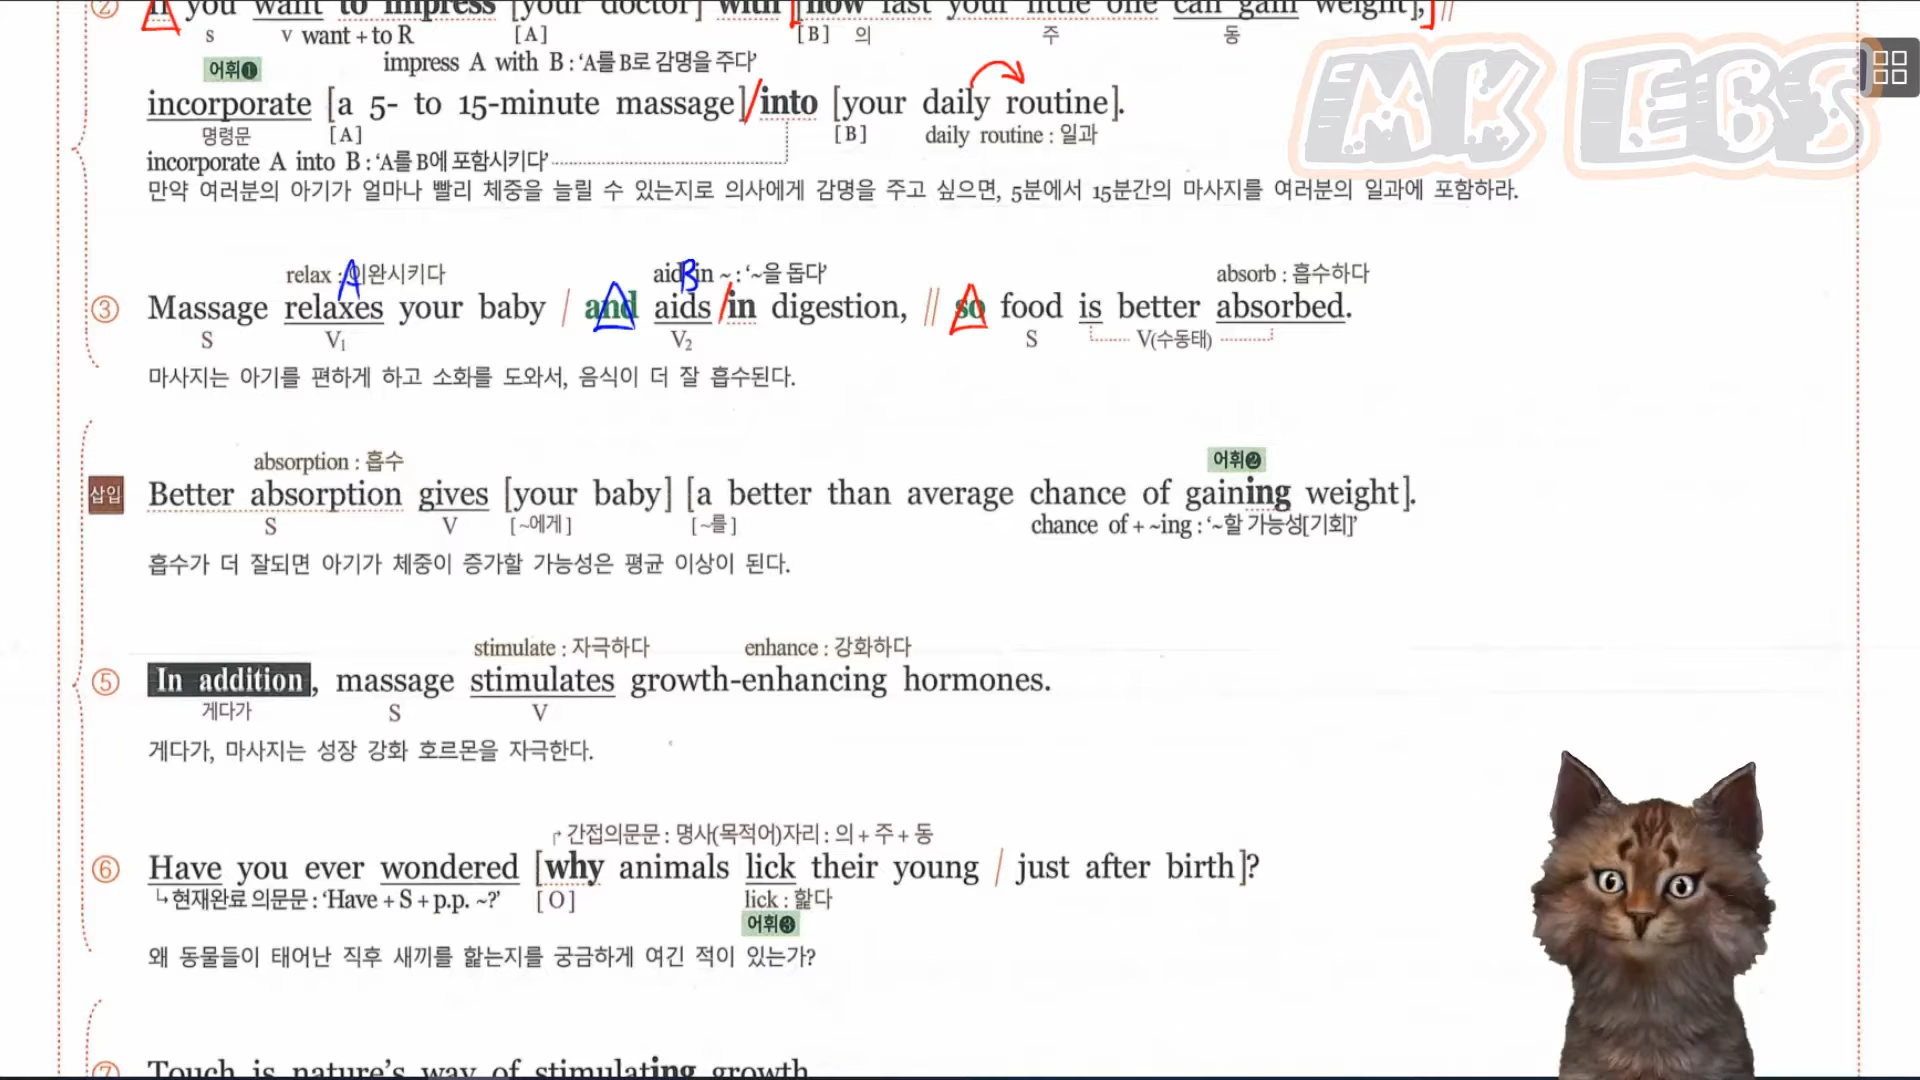 ② If you want to impress [your doctor] with [how fast your little one can gain weight],
S V want + to R [A] [B] 의 주 동
어휘❶ impress A with B : ‘A를 B로 감명을 주다’
incorporate [a 5- to 15-minute massage] / into [your daily routine].
명령문 [A] [B] daily routine : 일과
incorporate A into B : ‘A를 B에 포함시키다’
만약 여러분의 아기가 얼마나 빨리 체중을 늘릴 수 있는지로 의사에게 감명을 주고 싶으면, 5분에서 15분간의 마사지를 여러분의 일과에 포함하라.
MK EBS
relax : 이완시키다 A aid in ~ : ‘~을 돕다’ B absorb : 흡수하다
③ Massage relaxes your baby / and aids / in digestion, // so food is better absorbed.
S V₁ V₂ S V(수동태)
마사지는 아기를 편하게 하고 소화를 도와서, 음식이 더 잘 흡수된다.
absorption : 흡수 어휘❷
삽입 Better absorption gives [your baby] [a better than average chance of gaining weight].
S V [~에게] [~를] chance of + ~ing : ‘~할 가능성[기회]’
흡수가 더 잘되면 아기가 체중이 증가할 가능성은 평균 이상이 된다.
stimulate : 자극하다 enhance : 강화하다
⑤ In addition, massage stimulates growth-enhancing hormones.
게다가 S V
게다가, 마사지는 성장 강화 호르몬을 자극한다.
┌ 간접의문문 : 명사(목적어)자리 : 의 + 주 + 동
⑥ Have you ever wondered [why animals lick their young / just after birth]?
↳현재완료 의문문 : ‘Have + S + p.p. ~?’ [O] lick : 핥다
어휘❸
왜 동물들이 태어난 직후 새끼를 핥는지를 궁금하게 여긴 적이 있는가?
⑦ Touch is nature’s way of stimulating growth